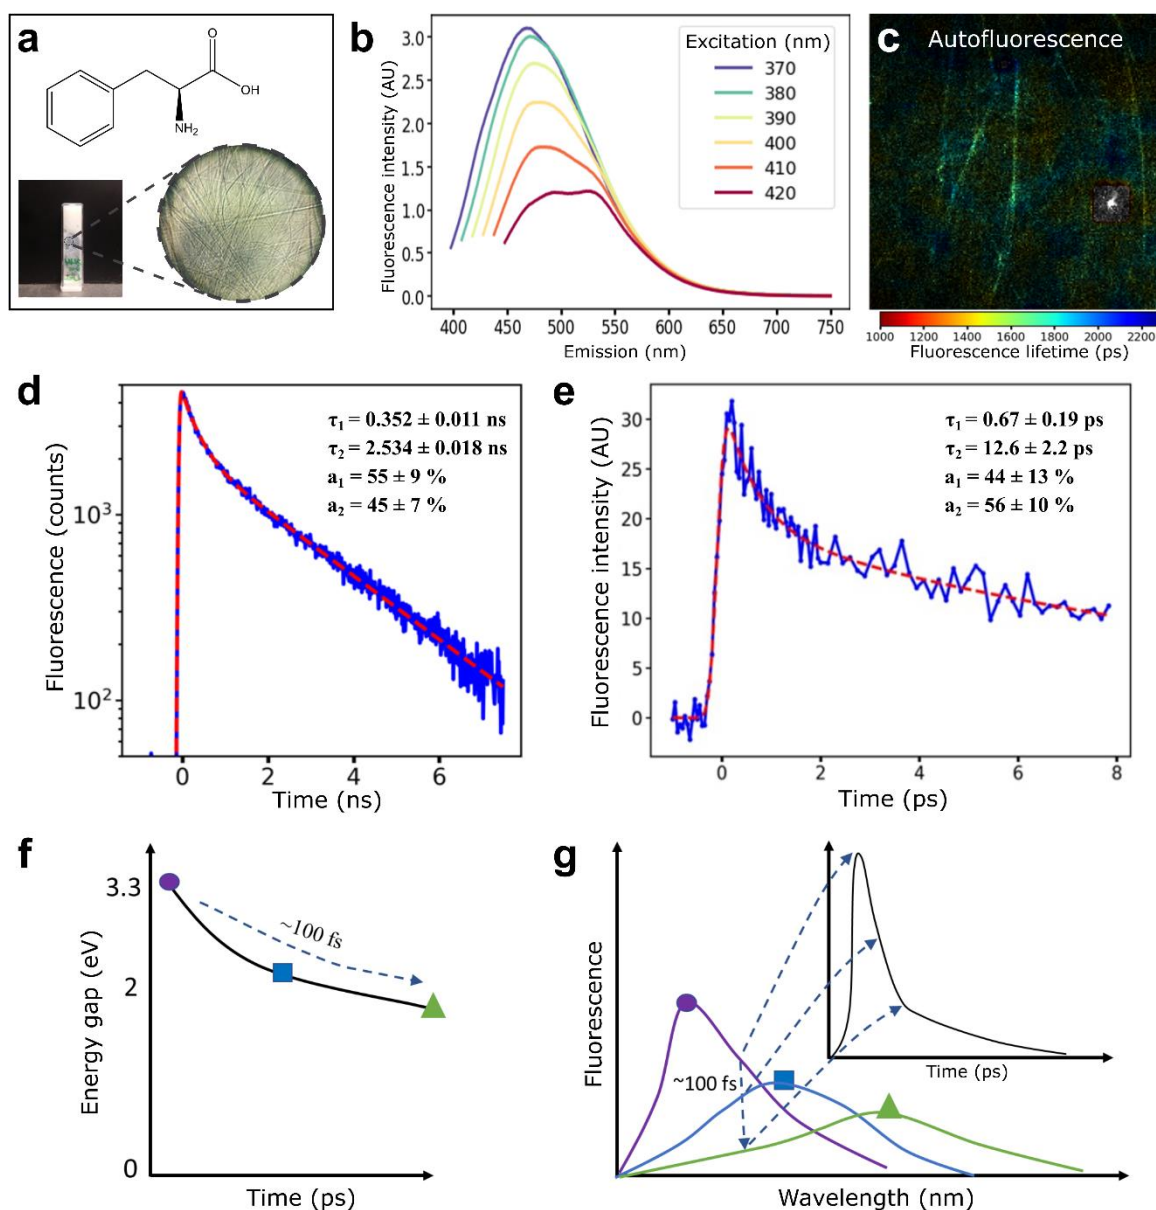 a
O
OH
NH₂
b
Fluorescence intensity (AU)
3.0
2.5
2.0
1.5
1.0
0.5
0.0
Excitation (nm)
370
380
390
400
410
420
400 450 500 550 600 650 700 750
Emission (nm)
c
Autofluorescence
1000 1200 1400 1600 1800 2000 2200
Fluorescence lifetime (ps)
d
Fluorescence (counts)
10³
10²
τ₁ = 0.352 ± 0.011 ns
τ₂ = 2.534 ± 0.018 ns
a₁ = 55 ± 9 %
a₂ = 45 ± 7 %
0 2 4 6
Time (ns)
e
Fluorescence intensity (AU)
30
25
20
15
10
5
0
τ₁ = 0.67 ± 0.19 ps
τ₂ = 12.6 ± 2.2 ps
a₁ = 44 ± 13 %
a₂ = 56 ± 10 %
0 2 4 6 8
Time (ps)
f
Energy gap (eV)
3.3
2
0
~100 fs
Time (ps)
g
Fluorescence
~100 fs
Time (ps)
Wavelength (nm)